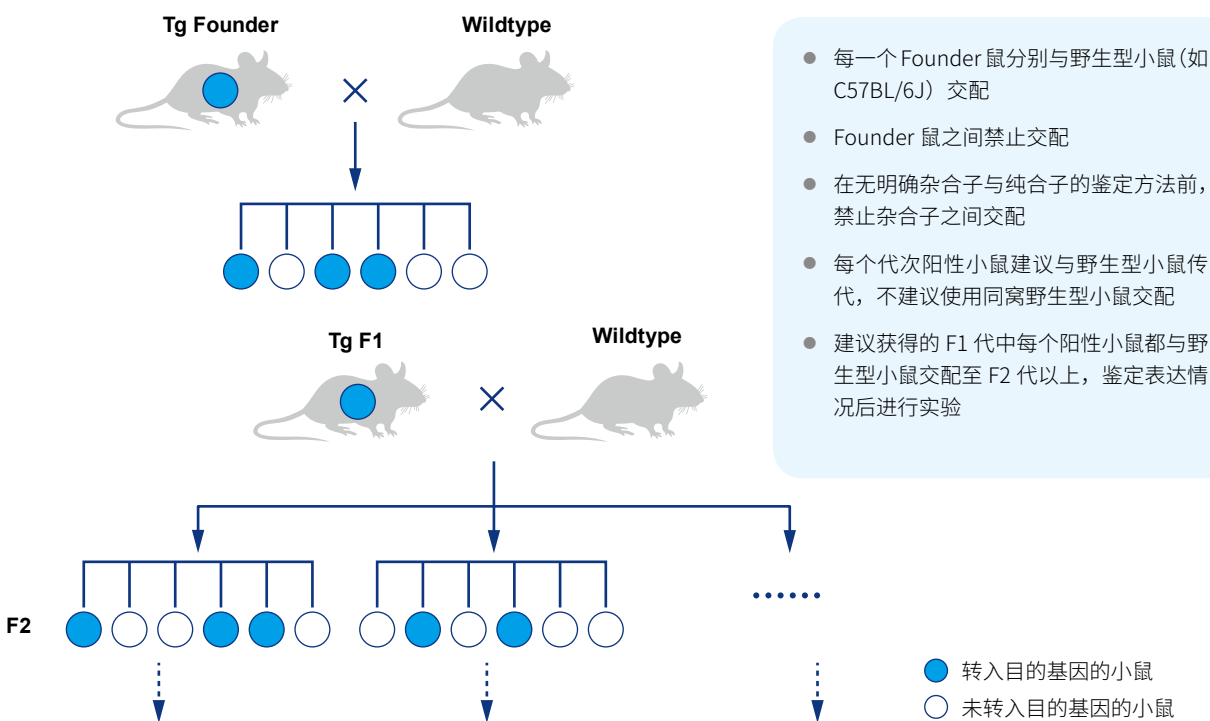 Tg Founder
Wildtype
● 每一个 Founder 鼠分别与野生型小鼠（如
C57BL/6J）交配
● Founder 鼠之间禁止交配
● 在无明确杂合子与纯合子的鉴定方法前，
禁止杂合子之间交配
● 每个代次阳性小鼠建议与野生型小鼠传
代，不建议使用同窝野生型小鼠交配
● 建议获得的 F1 代中每个阳性小鼠都与野
生型小鼠交配至 F2 代以上，鉴定表达情
况后进行实验
Tg F1
Wildtype
......
F2
转入目的基因的小鼠
未转入目的基因的小鼠